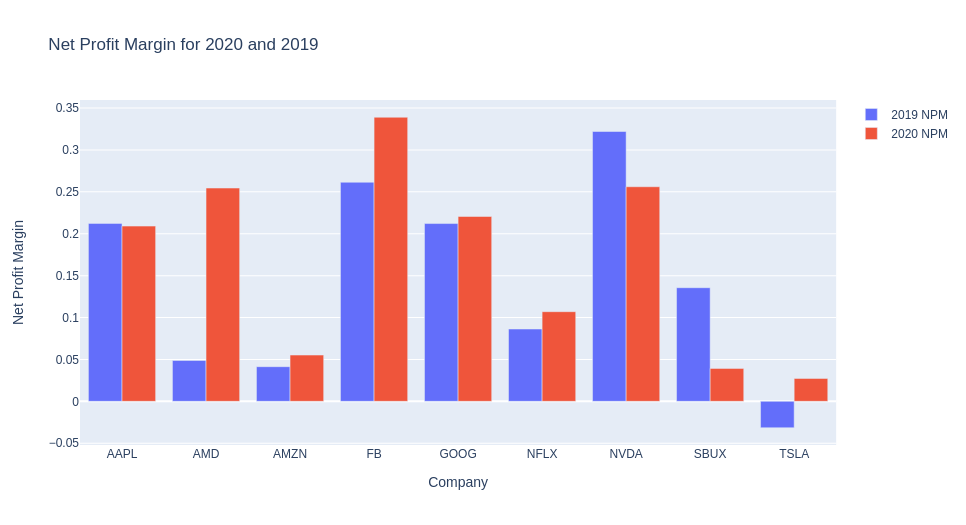 Net Profit Margin for 2020 and 2019
2019 NPM
2020 NPM
0.35
0.3
0.25
0.2
0.15
0.1
0.05
0
−0.05
Net Profit Margin
AAPL AMD AMZN FB GOOG NFLX NVDA SBUX TSLA
Company